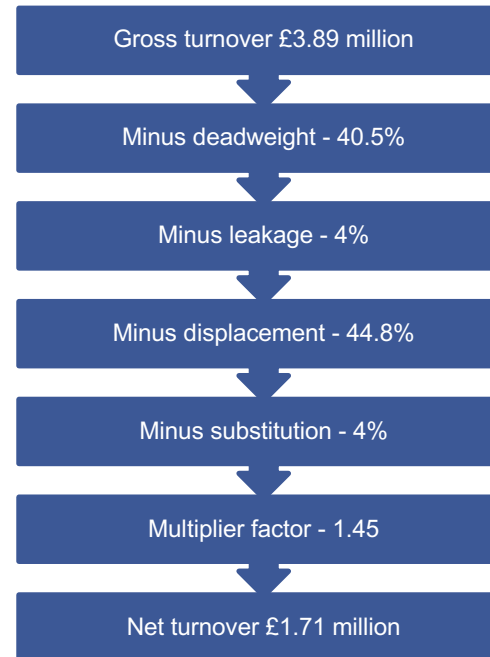 Gross turnover £3.89 million
Minus deadweight - 40.5%
Minus leakage - 4%
Minus displacement - 44.8%
Minus substitution - 4%
Multiplier factor - 1.45
Net turnover £1.71 million